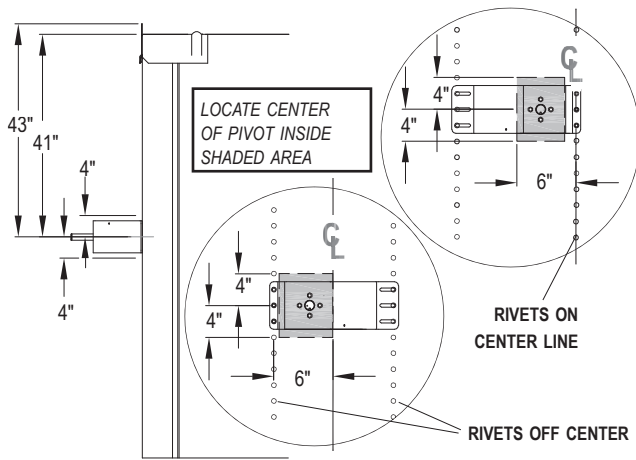 43"
41"
4"
4"
LOCATE CENTER
OF PIVOT INSIDE
SHADED AREA
CL
4"
4"
6"
CL
4"
4"
6"
RIVETS ON
CENTER LINE
RIVETS OFF CENTER